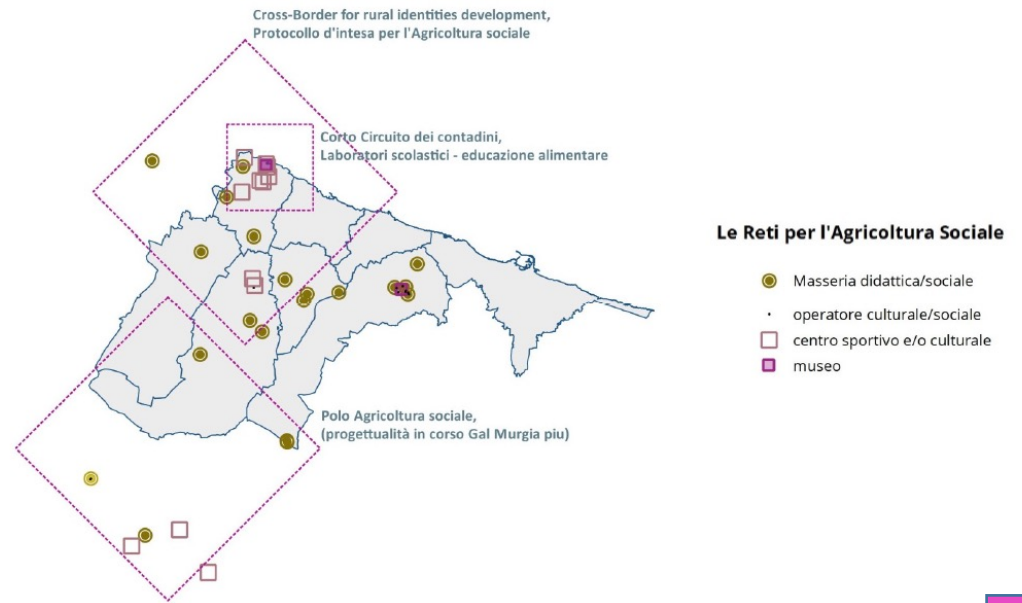 Cross-Border for rural identities development,
Protocollo d'intesa per l'Agricoltura sociale
Corto Circuito dei contadini,
Laboratori scolastici - educazione alimentare
Le Reti per l'Agricoltura Sociale
Masseria didattica/sociale
operatore culturale/sociale
centro sportivo e/o culturale
museo
Polo Agricoltura sociale,
(progettualità in corso Gal Murgia piu)